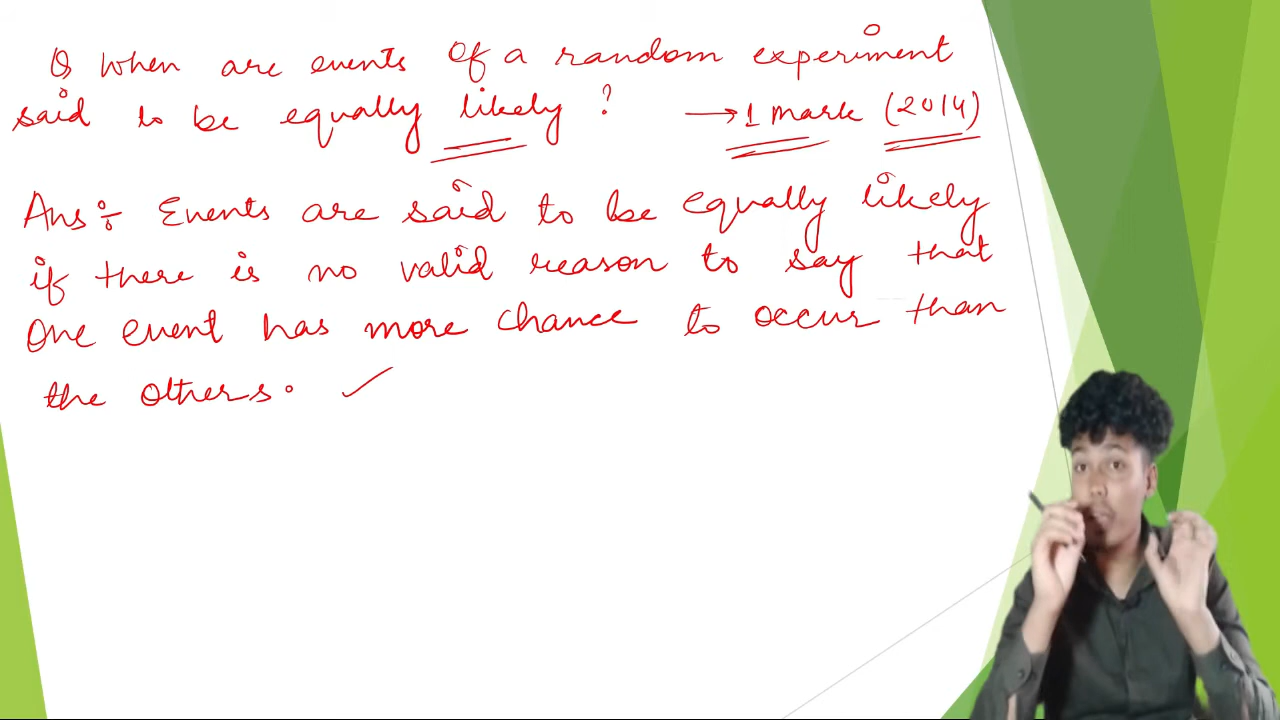 Q When are events of a random experiment
said to be equally likely ? → 1 mark (2014)
Ans ÷ Events are said to be equally likely
if there is no valid reason to say that
One event has more chance to occur than
the others.